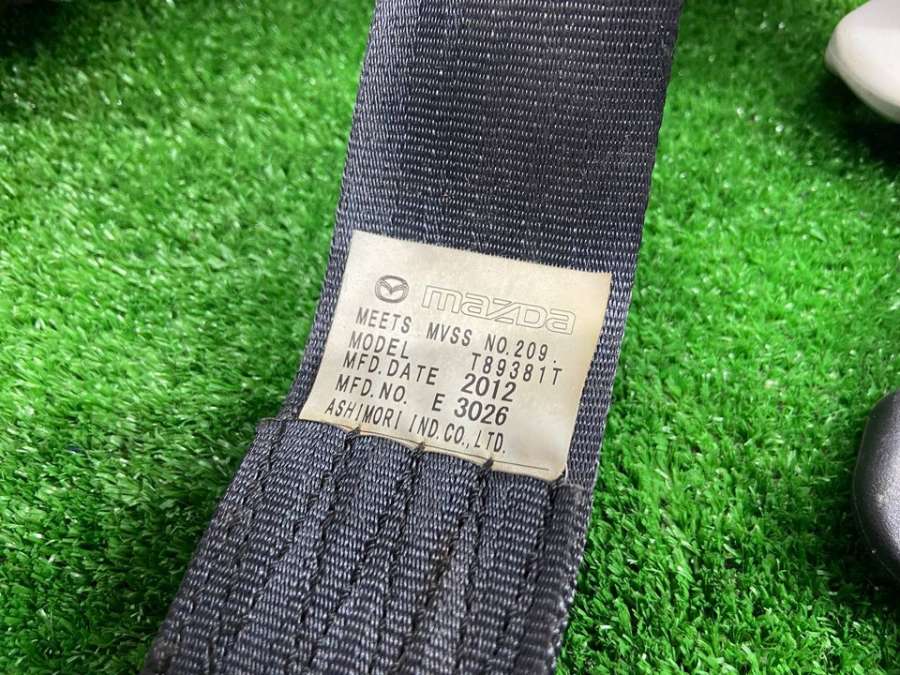 mazda
MEETS MVSS NO.209.
MODEL T89381T
MFD.DATE 2012
MFD.NO. E 3026
ASHIMORI IND.CO.,LTD.